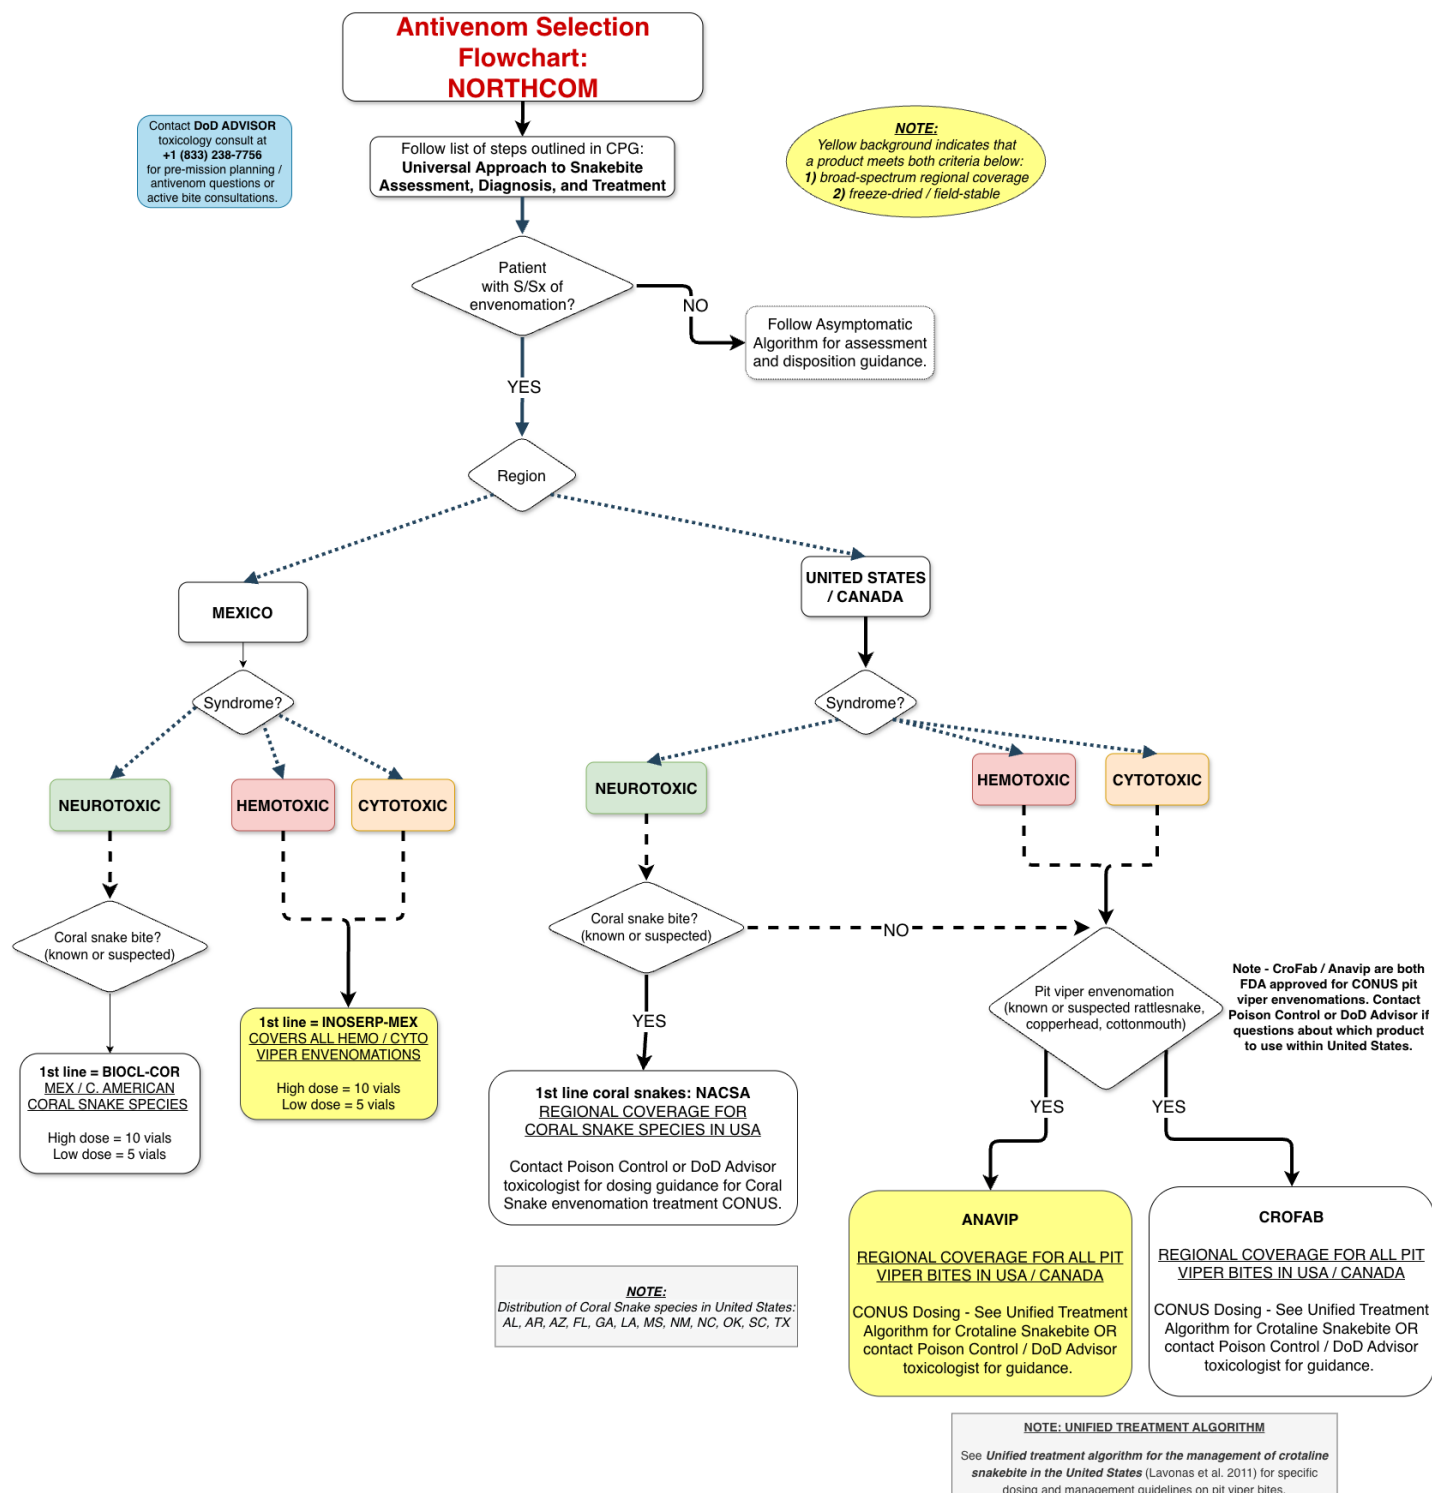 Antivenom Selection
Flowchart:
NORTHCOM
Contact DoD ADVISOR
toxicology consult at
+1 (833) 238-7756
for pre-mission planning /
antivenom questions or
active bite consultations.
Follow list of steps outlined in CPG:
Universal Approach to Snakebite
Assessment, Diagnosis, and Treatment
NOTE:
Yellow background indicates that
a product meets both criteria below:
1) broad-spectrum regional coverage
2) freeze-dried / field-stable
Patient
with S/Sx of
envenomation?
NO
Follow Asymptomatic
Algorithm for assessment
and disposition guidance.
YES
Region
MEXICO
UNITED STATES
/ CANADA
Syndrome?
Syndrome?
NEUROTOXIC
HEMOTOXIC
CYTOTOXIC
NEUROTOXIC
HEMOTOXIC
CYTOTOXIC
Coral snake bite?
(known or suspected)
Coral snake bite?
(known or suspected)
NO
Pit viper envenomation
(known or suspected rattlesnake,
copperhead, cottonmouth)
Note - CroFab / Anavip are both
FDA approved for CONUS pit
viper envenomations. Contact
Poison Control or DoD Advisor if
questions about which product
to use within United States.
1st line = BIOCL-COR
MEX / C. AMERICAN
CORAL SNAKE SPECIES
High dose = 10 vials
Low dose = 5 vials
1st line = INOSERP-MEX
COVERS ALL HEMO / CYTO
VIPER ENVENOMATIONS
High dose = 10 vials
Low dose = 5 vials
YES
YES
YES
1st line coral snakes: NACSA
REGIONAL COVERAGE FOR
CORAL SNAKE SPECIES IN USA
Contact Poison Control or DoD Advisor
toxicologist for dosing guidance for Coral
Snake envenomation treatment CONUS.
NOTE:
Distribution of Coral Snake species in United States:
AL, AR, AZ, FL, GA, LA, MS, NM, NC, OK, SC, TX
ANAVIP
REGIONAL COVERAGE FOR ALL PIT
VIPER BITES IN USA / CANADA
CONUS Dosing - See Unified Treatment
Algorithm for Crotaline Snakebite OR
contact Poison Control / DoD Advisor
toxicologist for guidance.
CROFAB
REGIONAL COVERAGE FOR ALL PIT
VIPER BITES IN USA / CANADA
CONUS Dosing - See Unified Treatment
Algorithm for Crotaline Snakebite OR
contact Poison Control / DoD Advisor
toxicologist for guidance.
NOTE: UNIFIED TREATMENT ALGORITHM
See Unified treatment algorithm for the management of crotaline
snakebite in the United States (Lavonas et al. 2011) for specific
dosing and management guidelines on pit viper bites.